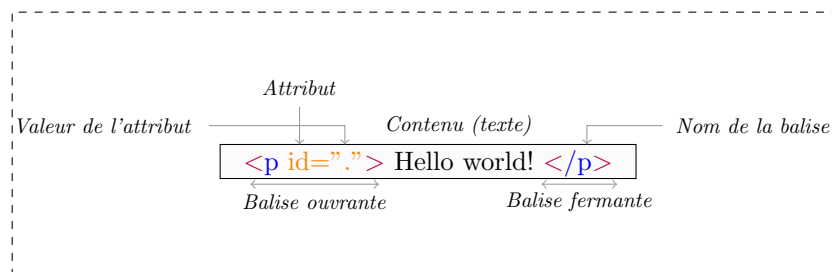 Attribut
Valeur de l'attribut
Contenu (texte)
Nom de la balise
<p id=”.”> Hello world! </p>
Balise ouvrante
Balise fermante